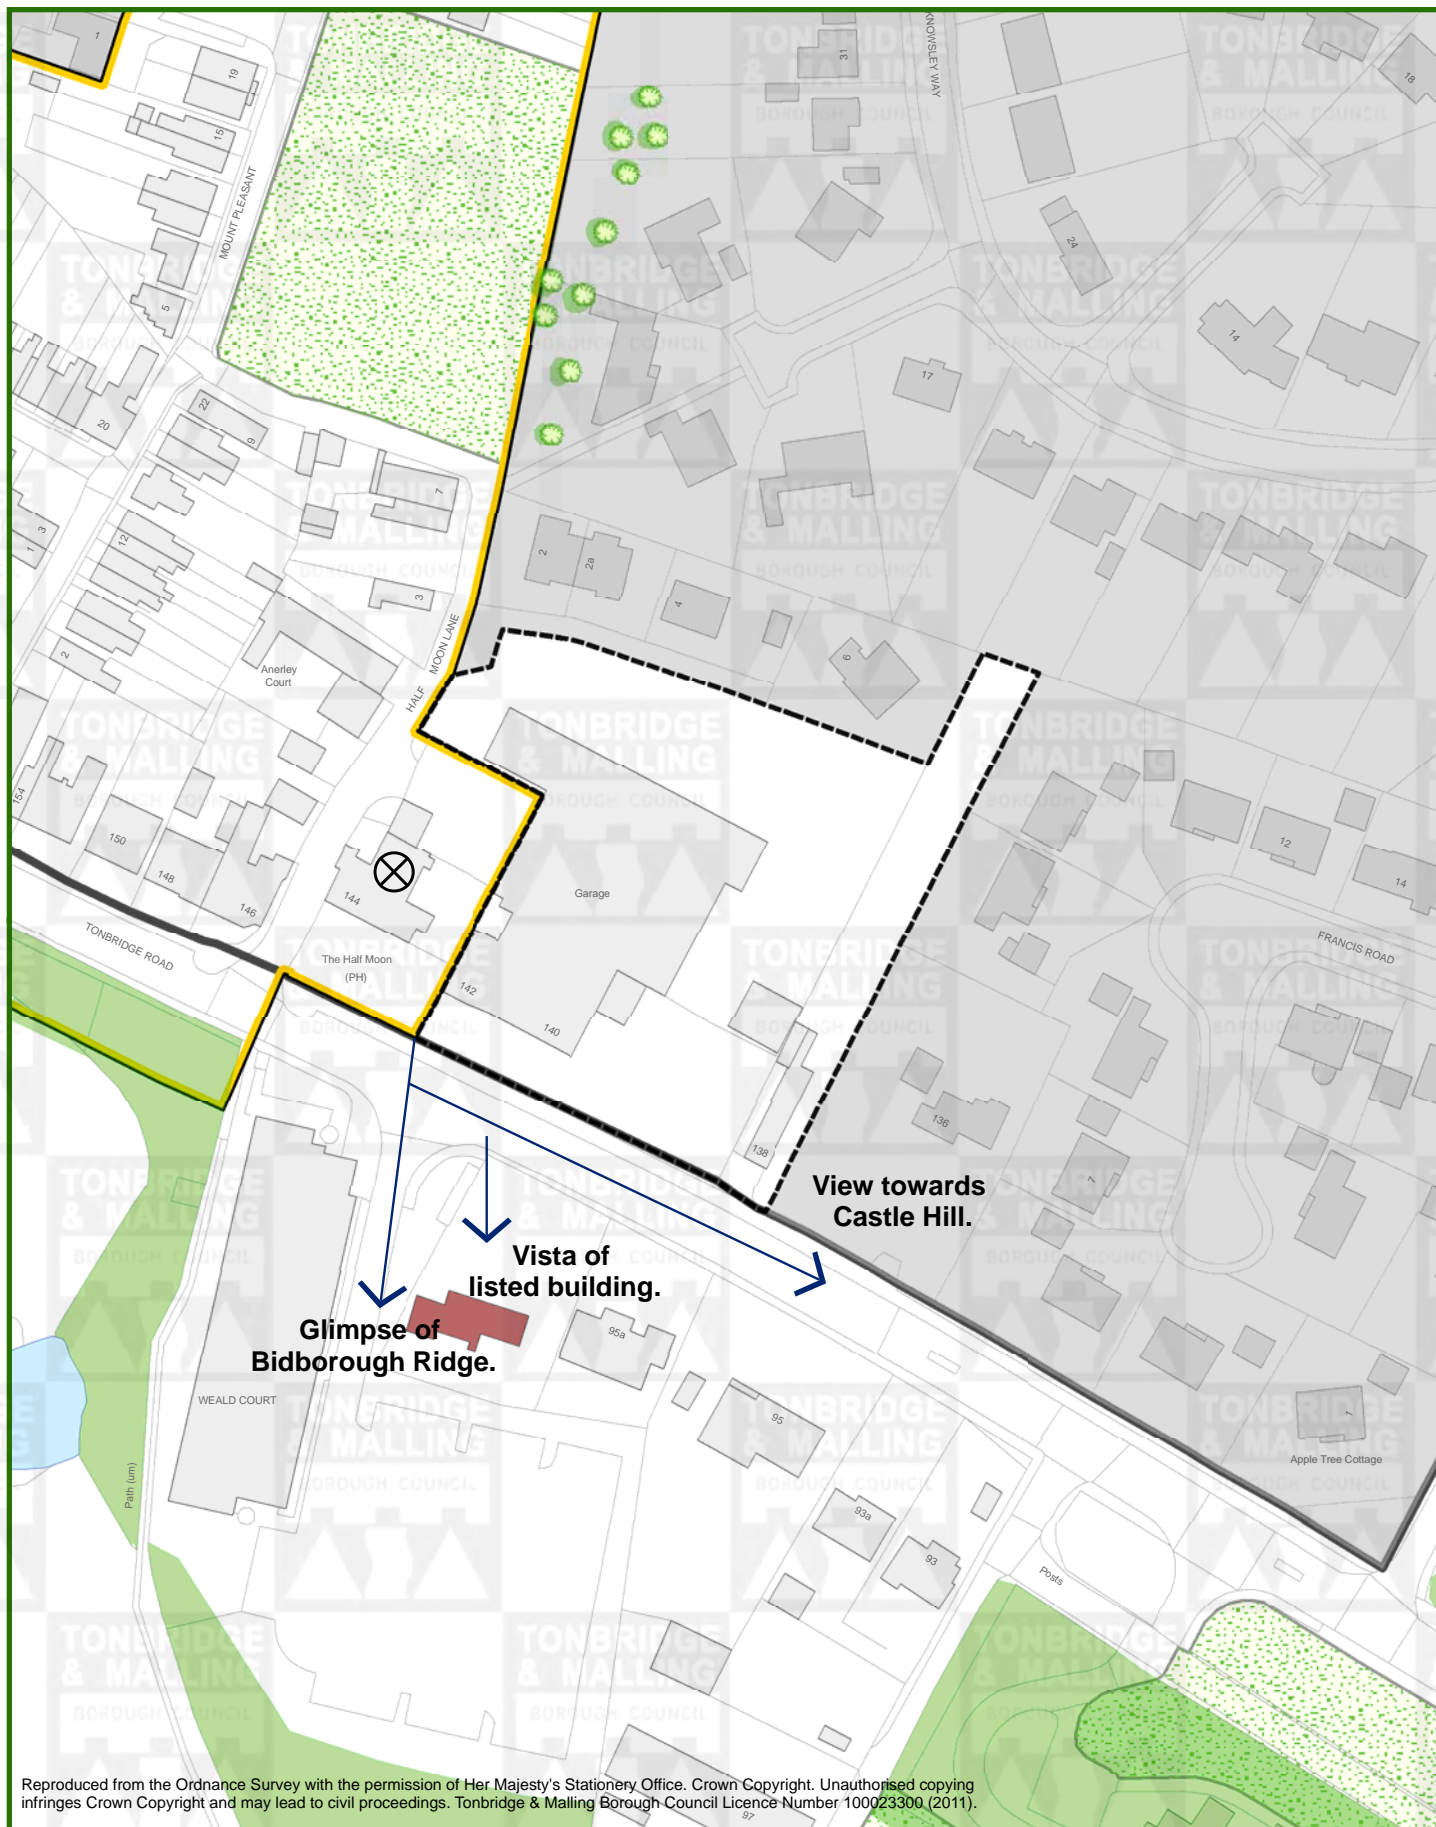 1
19
31
KNOWSLEY WAY
18
15
MOUNT PLEASANT
24
5
14
17
22
20
9
7
3
1
12
2
2a
4
3
HALF MOON LANE
2
Anerley
Court
6
154
150
148
146
144
Garage
12
14
TONBRIDGE ROAD
The Half Moon
(PH)
142
140
FRANCIS ROAD
136
138
7
View towards
Castle Hill.
Vista of
listed building.
Glimpse of
Bidborough Ridge.
95a
WEALD COURT
95
1
Apple Tree Cottage
Path (um)
93a
93
Posts
97
Reproduced from the Ordnance Survey with the permission of Her Majesty's Stationery Office. Crown Copyright. Unauthorised copying
infringes Crown Copyright and may lead to civil proceedings. Tonbridge & Malling Borough Council Licence Number 100023300 (2011).
TONBRIDGE
& MALLING
BOROUGH COUNCIL